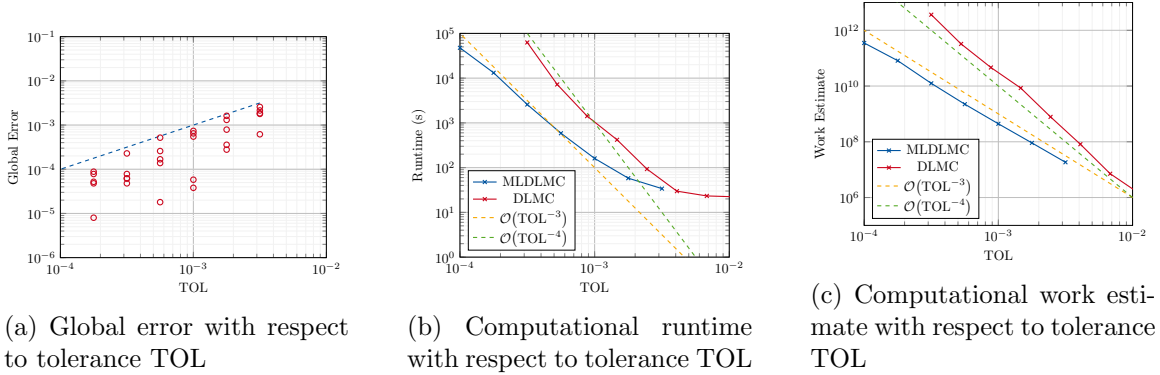 10^{-1}
10^{-2}
10^{-3}
10^{-4}
10^{-5}
10^{-6}
Global Error
10^{-4}
10^{-3}
10^{-2}
TOL
(a) Global error with respect
to tolerance TOL
10^5
10^4
10^3
10^2
10^1
10^0
Runtime (s)
MLDLMC
DLMC
𝒪(TOL^{-3})
𝒪(TOL^{-4})
10^{-4}
10^{-3}
10^{-2}
TOL
(b) Computational runtime
with respect to tolerance TOL
10^{12}
10^{10}
10^8
10^6
Work Estimate
MLDLMC
DLMC
𝒪(TOL^{-3})
𝒪(TOL^{-4})
10^{-4}
10^{-3}
10^{-2}
TOL
(c) Computational work esti-
mate with respect to tolerance
TOL